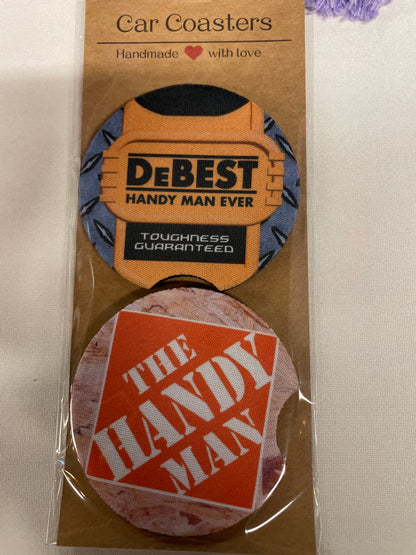 Car Coasters
Handmade ❤ with love
DEBEST
HANDY MAN EVER
TOUGHNESS
GUARANTEED
THE
HANDY
MAN